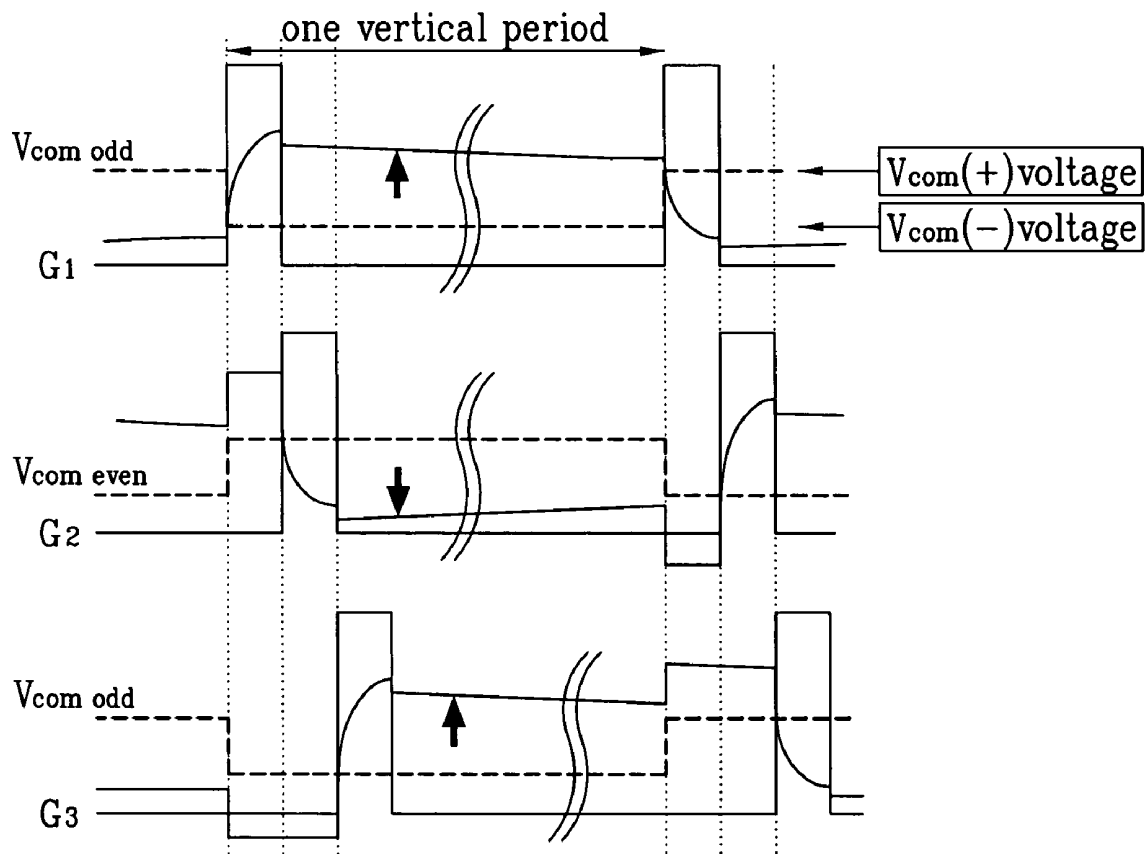 one vertical period
Vcom odd
Vcom(+)voltage
Vcom(-)voltage
G1
Vcom even
G2
Vcom odd
G3